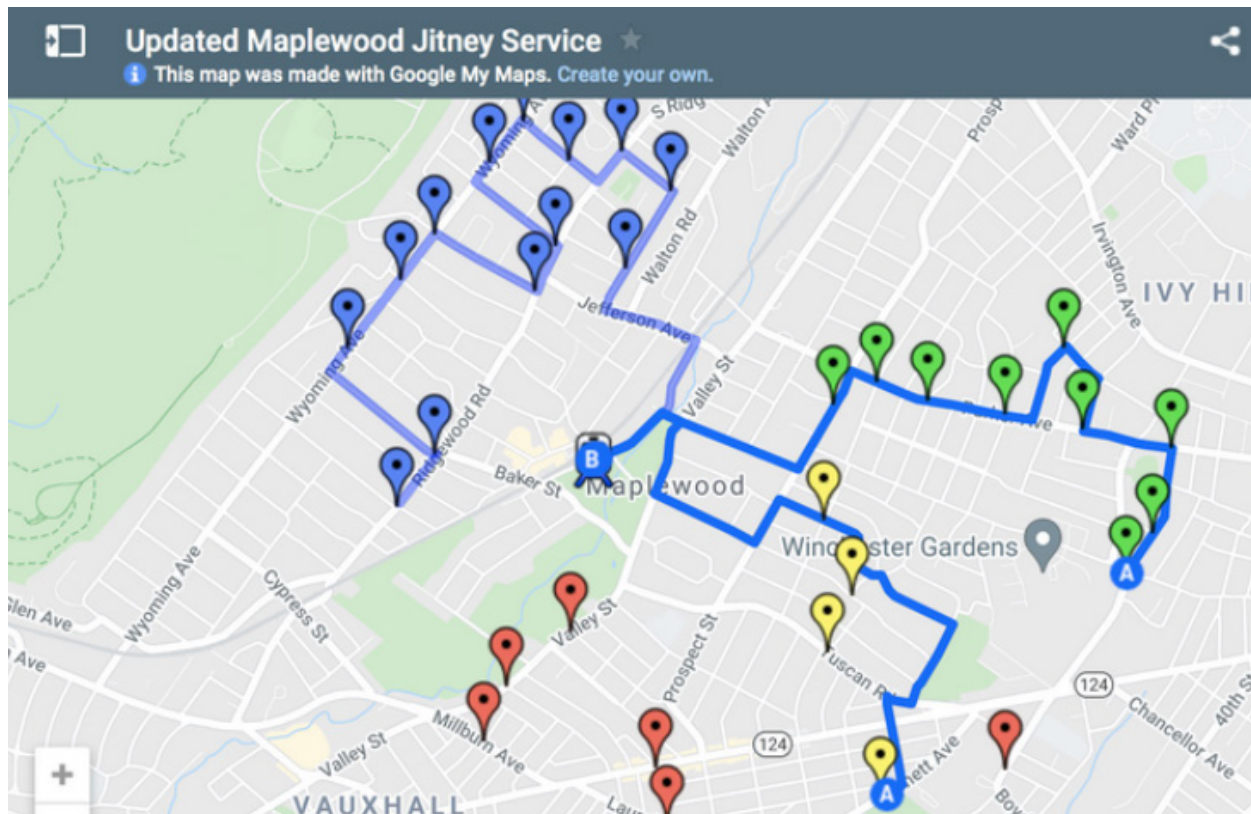 Updated Maplewood Jitney Service
This map was made with Google My Maps. Create your own.
S Ridg
Wyoming Av
Walton
Prosp
Ward Pl
Walton Rd
Irvington Ave
IVY HI
Jefferson Ave
Valley St
Wyoming Ave
Ridgewood Rd
Ave
B
Baker St
Maplewood
Winchester Gardens
A
Wyoming Ave
Cypress St
Glen Ave
Ave
Valley St
Prospect St
Tuscan R
124
40th S
Chancellor Ave
Millburn Ave
Valley St
124
nett Ave
Boy
A
+
VAUXHALL
Lau